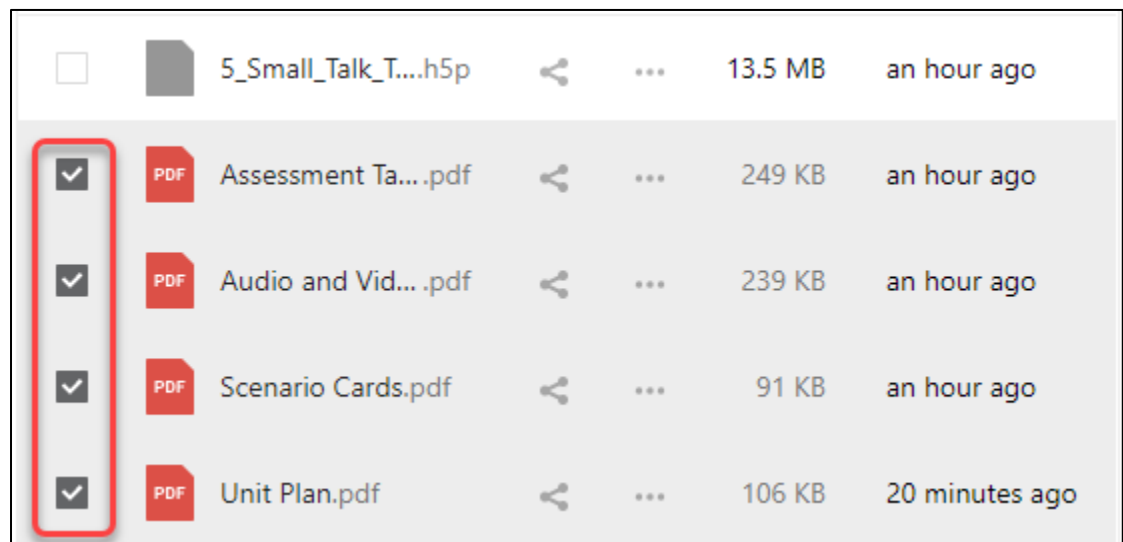 5_Small_Talk_T....h5p 13.5 MB an hour ago
PDF Assessment Ta... .pdf 249 KB an hour ago
PDF Audio and Vid... .pdf 239 KB an hour ago
PDF Scenario Cards.pdf 91 KB an hour ago
PDF Unit Plan.pdf 106 KB 20 minutes ago